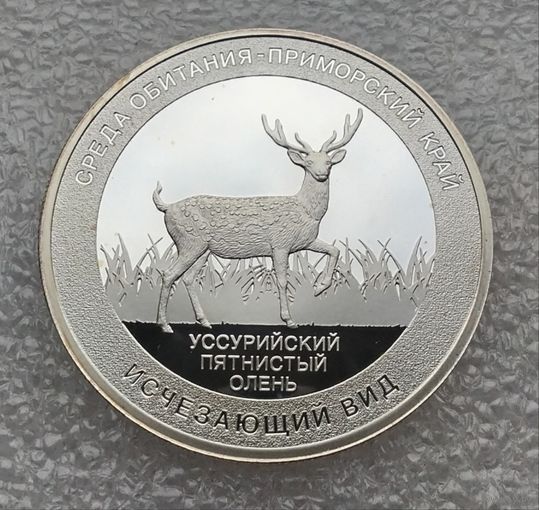 СРЕДА ОБИТАНИЯ-ПРИМОРСКИЙ КРАЙ
УССУРИЙСКИЙ
ПЯТНИСТЫЙ
ОЛЕНЬ
ИСЧЕЗАЮЩИЙ ВИД